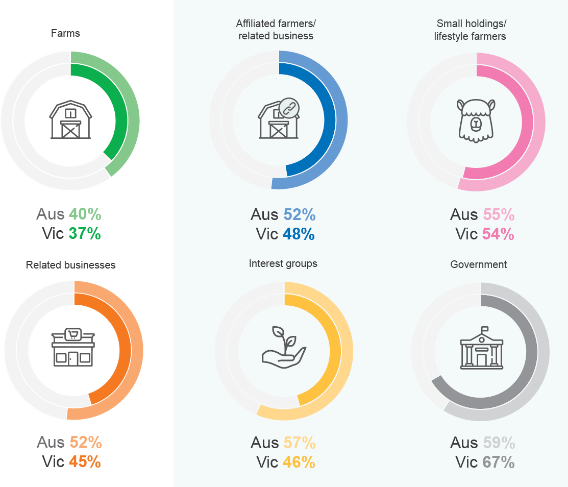 Farms
Aus 40%
Vic 37%
Affiliated farmers/
related business
Aus 52%
Vic 48%
Small holdings/
lifestyle farmers
Aus 55%
Vic 54%
Related businesses
Aus 52%
Vic 45%
Interest groups
Aus 57%
Vic 46%
Government
Aus 59%
Vic 67%